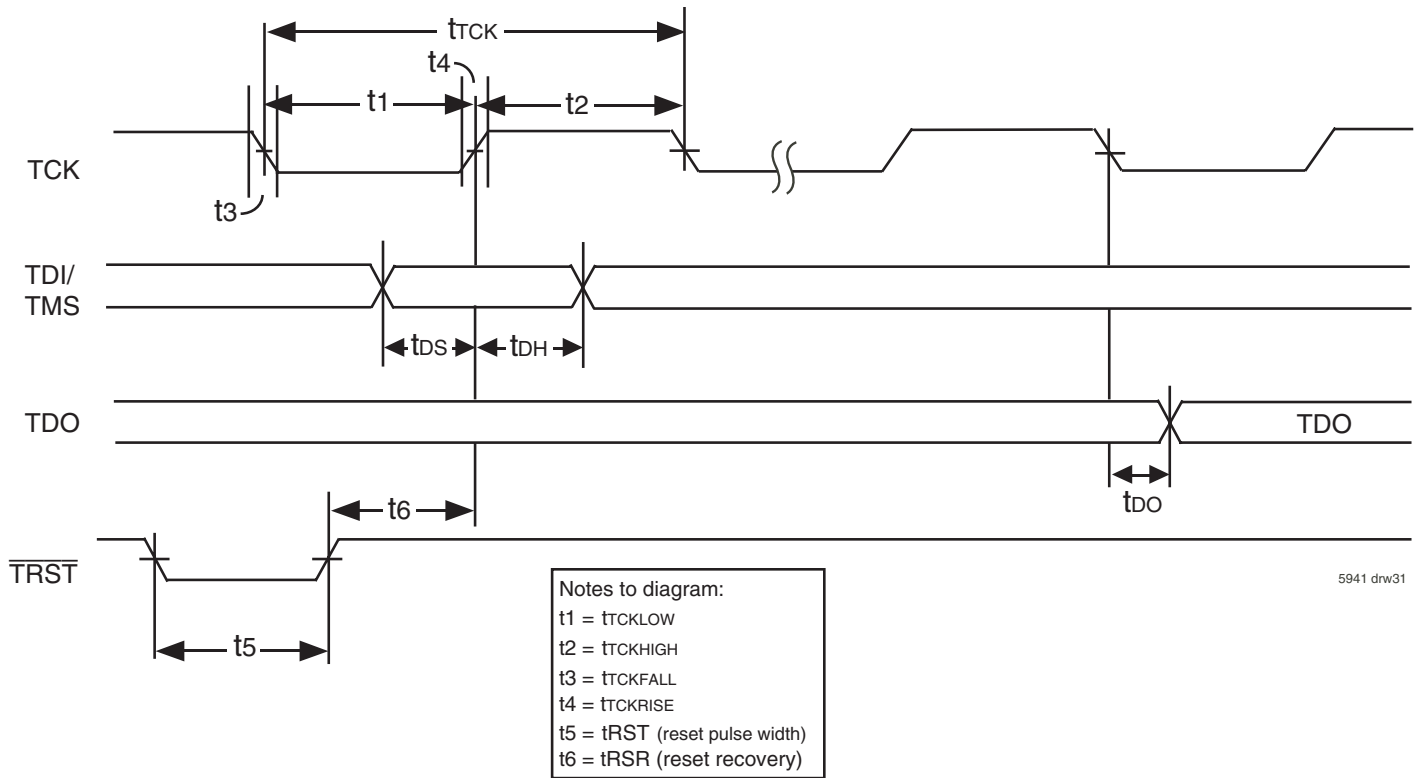 tTCK
t4
t1
t2
TCK
t3
TDI/
TMS
tDS
tDH
TDO
TDO
t6
tDO
TRST
5941 drw31
t5
Notes to diagram:
t1 = tTCKLOW
t2 = tTCKHIGH
t3 = tTCKFALL
t4 = tTCKRISE
t5 = tRST (reset pulse width)
t6 = tRSR (reset recovery)